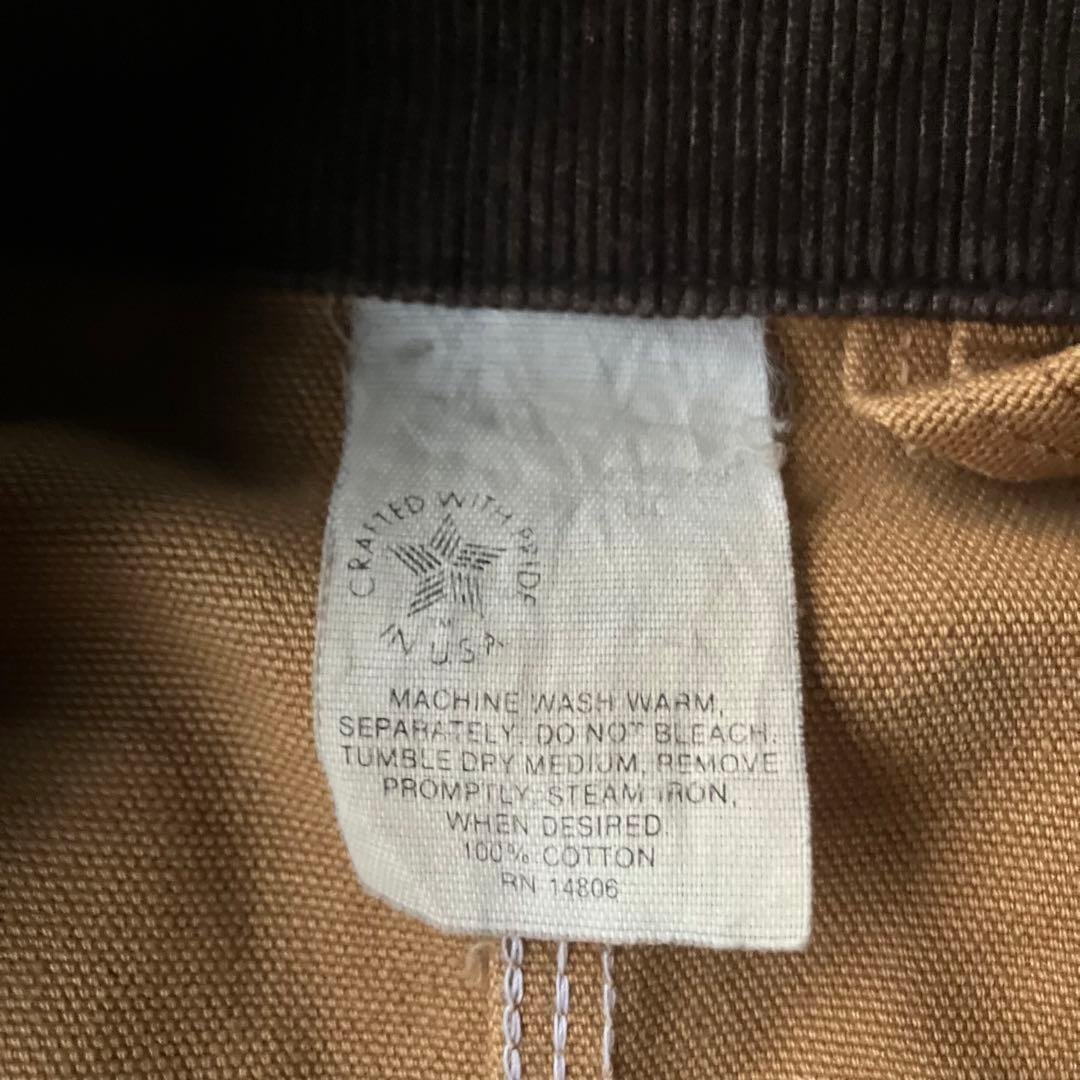 CRAFTED WITH PRIDE
TM
IN U.S.A
MACHINE WASH WARM,
SEPARATELY. DO NOT BLEACH.
TUMBLE DRY MEDIUM, REMOVE
PROMPTLY, STEAM IRON,
WHEN DESIRED.
100% COTTON
RN 14806